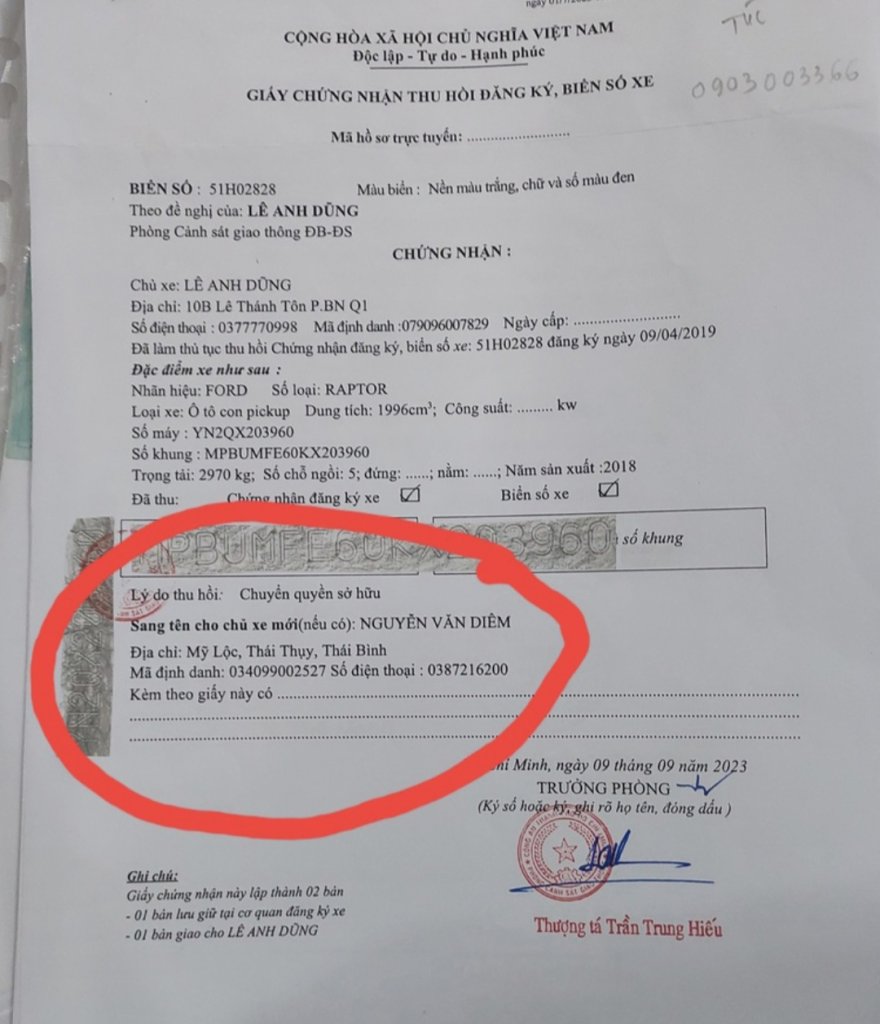 CỘNG HÒA XÃ HỘI CHỦ NGHĨA VIỆT NAM
Độc lập - Tự do - Hạnh phúc
TÚC
0903003366
GIẤY CHỨNG NHẬN THU HỒI ĐĂNG KÝ, BIỂN SỐ XE
Mã hồ sơ trực tuyến: ..........................
BIỂN SỐ : 51H02828 Màu biển : Nền màu trắng, chữ và số màu đen
Theo đề nghị của: LÊ ANH DŨNG
Phòng Cảnh sát giao thông ĐB-ĐS
CHỨNG NHẬN :
Chủ xe: LÊ ANH DŨNG
Địa chỉ: 10B Lê Thánh Tôn P.BN Q1
Số điện thoại : 0377770998 Mã định danh :079096007829 Ngày cấp: ..........................
Đã làm thủ tục thu hồi Chứng nhận đăng ký, biển số xe: 51H02828 đăng ký ngày 09/04/2019
Đặc điểm xe như sau :
Nhãn hiệu: FORD Số loại: RAPTOR
Loại xe: Ô tô con pickup Dung tích: 1996cm³; Công suất: ......... kw
Số máy : YN2QX203960
Số khung : MPBUMFE60KX203960
Trọng tải: 2970 kg; Số chỗ ngồi: 5; đứng: ......; nằm: ......; Năm sản xuất :2018
Đã thu: Chứng nhận đăng ký xe ☑ Biển số xe ☑
MPBUMFE60KX203960 số khung
Lý do thu hồi: Chuyển quyền sở hữu
Sang tên cho chủ xe mới(nếu có): NGUYỄN VĂN DIÊM
Địa chỉ: Mỹ Lộc, Thái Thụy, Thái Bình
Mã định danh: 034099002527 Số điện thoại : 0387216200
Kèm theo giấy này có ..........................
Minh, ngày 09 tháng 09 năm 2023
TRƯỞNG PHÒNG
(Ký số hoặc ký, ghi rõ họ tên, đóng dấu )
Thượng tá Trần Trung Hiếu
Ghi chú:
Giấy chứng nhận này lập thành 02 bản
- 01 bản lưu giữ tại cơ quan đăng ký xe
- 01 bản giao cho LÊ ANH DŨNG